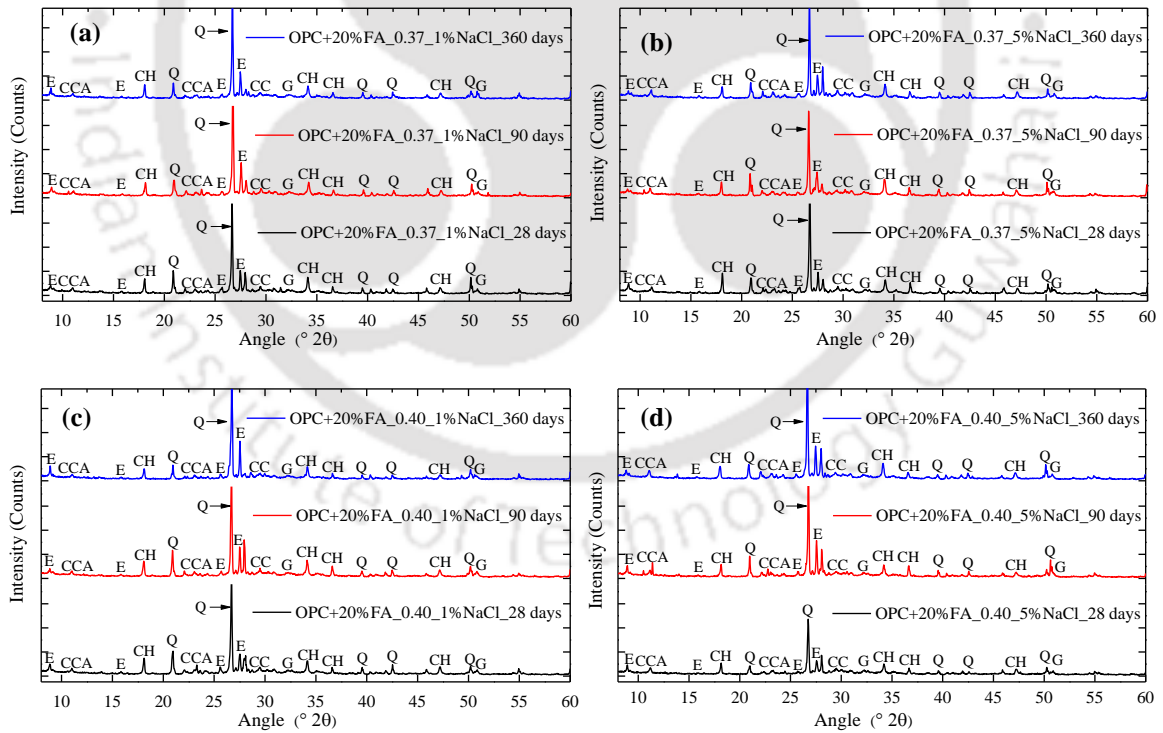 (a)
Q
OPC+20%FA_0.37_1%NaCl_360 days
E CCA E CH Q CCA E E CC G CH Q Q CH Q G
Q
OPC+20%FA_0.37_1%NaCl_90 days
E CCA E CH Q CCA E E CC G CH Q Q CH Q G
Q
OPC+20%FA_0.37_1%NaCl_28 days
E CCA E CH Q CCA E E CC G CH CH Q Q CH Q G
10 15 20 25 30 35 40 45 50 55 60
Angle (° 2θ)
Intensity (Counts)
(b)
Q
OPC+20%FA_0.37_5%NaCl_360 days
E CCA E CH Q CCA E E CC G CH Q Q CH Q G
Q
OPC+20%FA_0.37_5%NaCl_90 days
E CCA E CH Q CCA E E CC G CH CH Q Q CH Q G
Q
OPC+20%FA_0.37_5%NaCl_28 days
E CCA E CH Q CCA E E CC G CH CH Q Q CH Q G
10 15 20 25 30 35 40 45 50 55 60
Angle (° 2θ)
Intensity (Counts)
(c)
Q
OPC+20%FA_0.40_1%NaCl_360 days
E CCA E CH Q CCA E E CC G CH Q Q CH Q G
Q
OPC+20%FA_0.40_1%NaCl_90 days
E CCA E CH Q CCA E E CC G CH CH Q Q CH Q G
Q
OPC+20%FA_0.40_1%NaCl_28 days
E CCA E CH Q CCA E E CC G CH CH Q Q CH Q G
10 15 20 25 30 35 40 45 50 55 60
Angle (° 2θ)
Intensity (Counts)
(d)
Q
OPC+20%FA_0.40_5%NaCl_360 days
E CCA E CH Q CCA E E CC G CH Q Q CH Q G
Q
OPC+20%FA_0.40_5%NaCl_90 days
E CCA E CH Q CCA E E CC G CH CH Q Q CH Q G
OPC+20%FA_0.40_5%NaCl_28 days
E CCA E CH Q CCA E Q E CC G CH CH Q Q CH Q G
10 15 20 25 30 35 40 45 50 55 60
Angle (° 2θ)
Intensity (Counts)
Indian Institute of Technology Guwahati